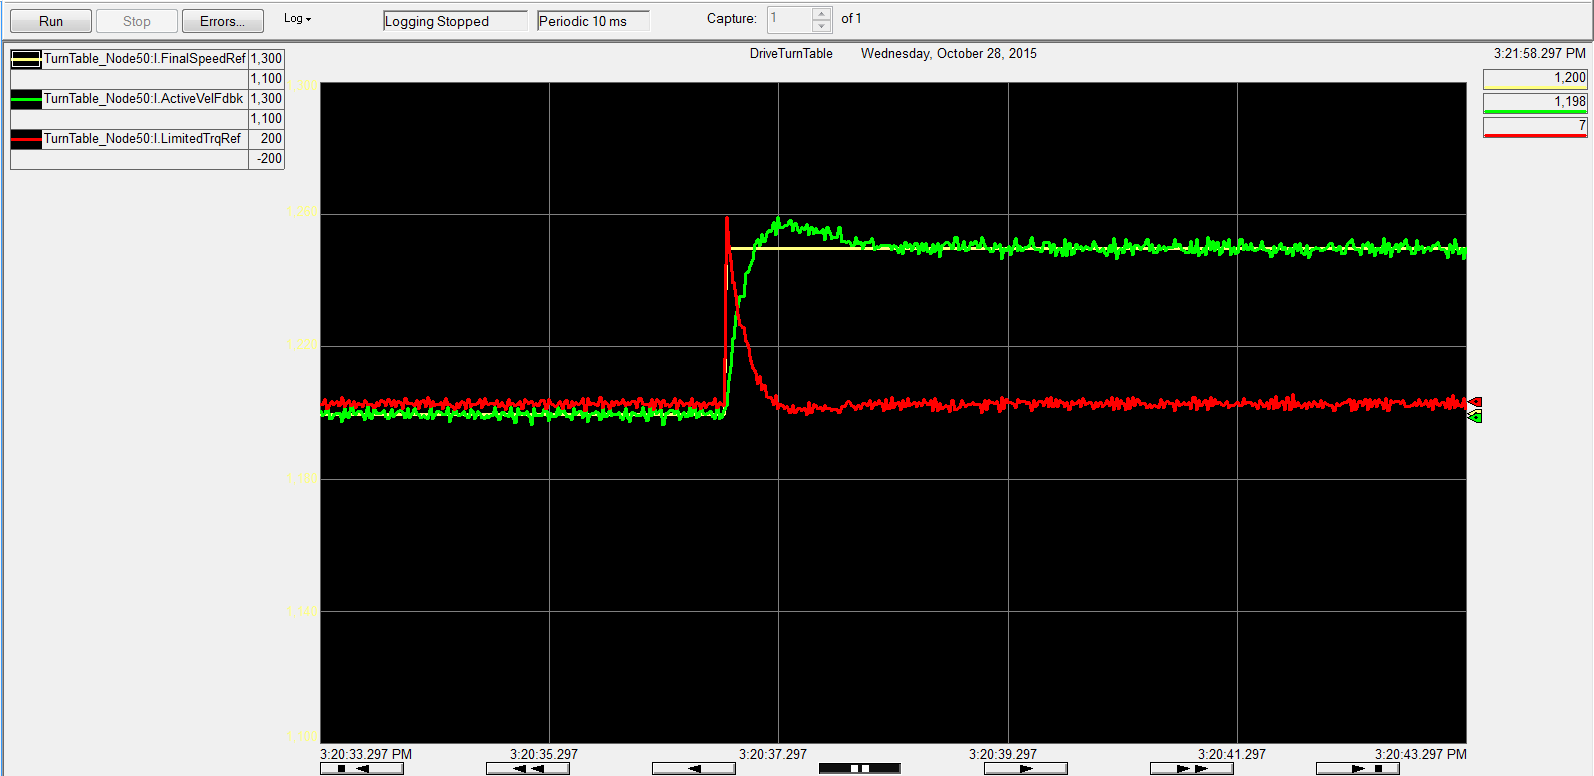 Run Stop Errors... Log Logging Stopped Periodic 10 ms Capture: 1 of 1
DriveTurnTable Wednesday, October 28, 2015 3:21:58.297 PM
TurnTable_Node50:I.FinalSpeedRef 1,300
1,100
TurnTable_Node50:I.ActiveVelFdbk 1,300
1,100
TurnTable_Node50:I.LimitedTrqRef 200
-200
1,200
1,198
7
3:20:33.297 PM 3:20:35.297 3:20:37.297 3:20:39.297 3:20:41.297 3:20:43.297 PM